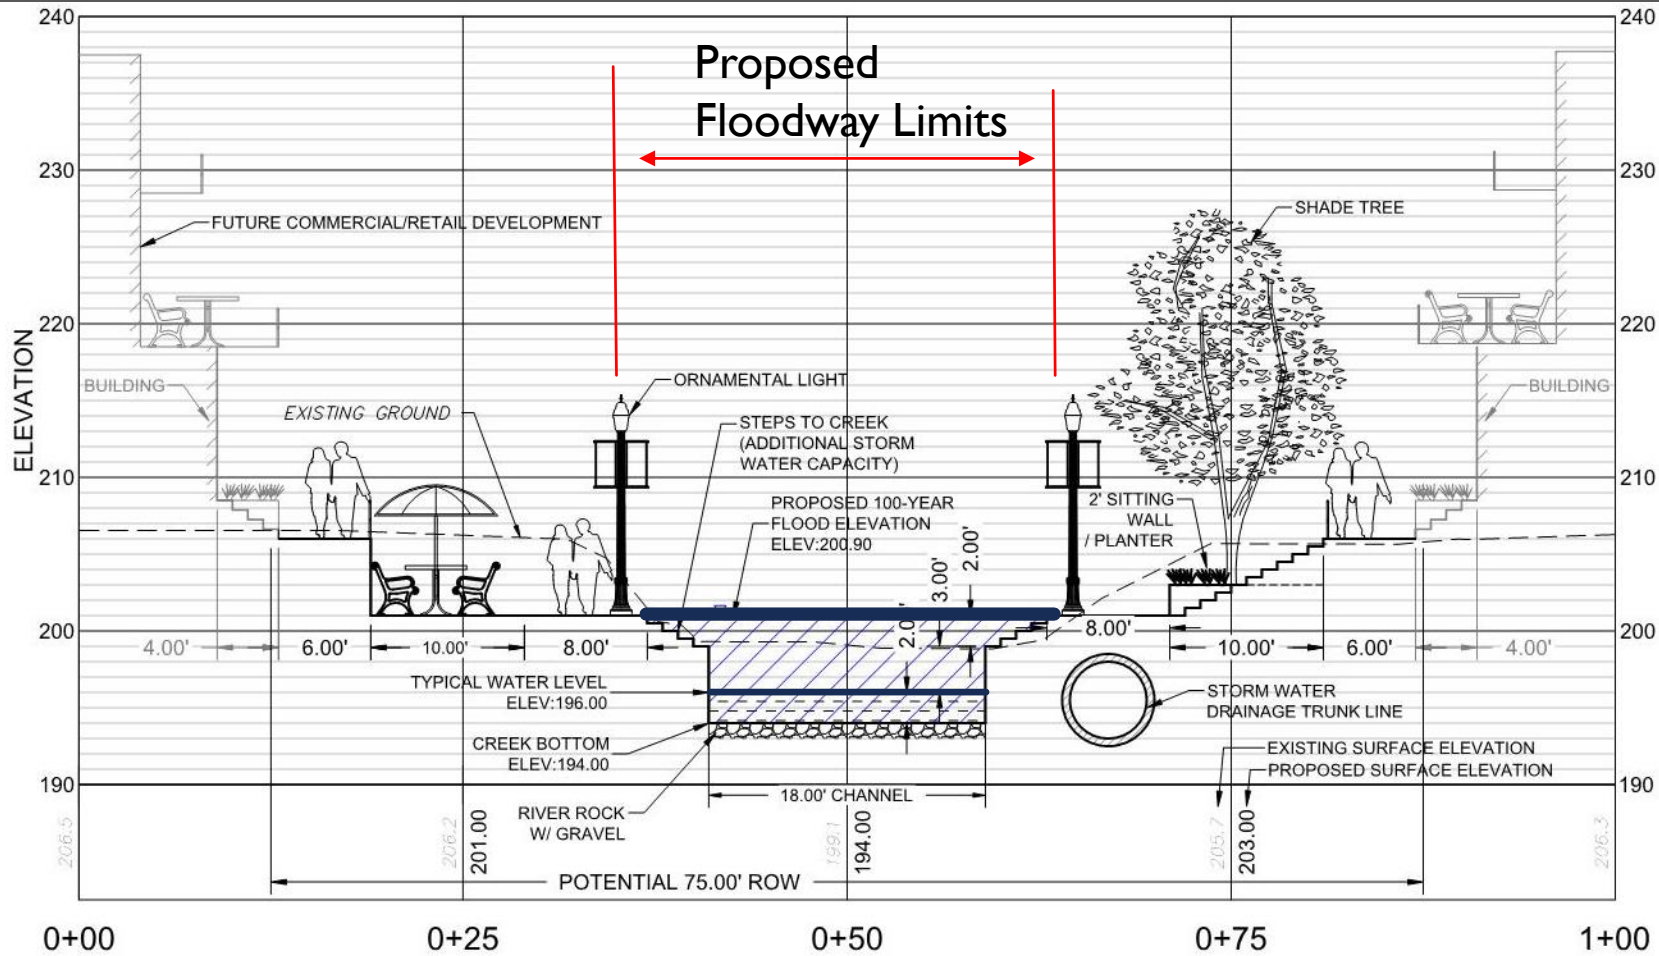 240
240
Proposed
Floodway Limits
230
230
SHADE TREE
FUTURE COMMERCIAL/RETAIL DEVELOPMENT
220
220
ELEVATION
ORNAMENTAL LIGHT
BUILDING
BUILDING
EXISTING GROUND
STEPS TO CREEK
(ADDITIONAL STORM
WATER CAPACITY)
210
210
PROPOSED 100-YEAR
FLOOD ELEVATION
ELEV:200.90
2' SITTING
WALL
/ PLANTER
2.00'
3.00'
2.0'
200
200
4.00'
6.00'
10.00'
8.00'
8.00'
10.00'
6.00'
4.00'
TYPICAL WATER LEVEL
ELEV:196.00
STORM WATER
DRAINAGE TRUNK LINE
CREEK BOTTOM
ELEV:194.00
EXISTING SURFACE ELEVATION
PROPOSED SURFACE ELEVATION
190
190
18.00' CHANNEL
RIVER ROCK
W/ GRAVEL
206.5
206.2
201.00
199.1
194.00
205.7
203.00
206.3
POTENTIAL 75.00' ROW
0+00
0+25
0+50
0+75
1+00